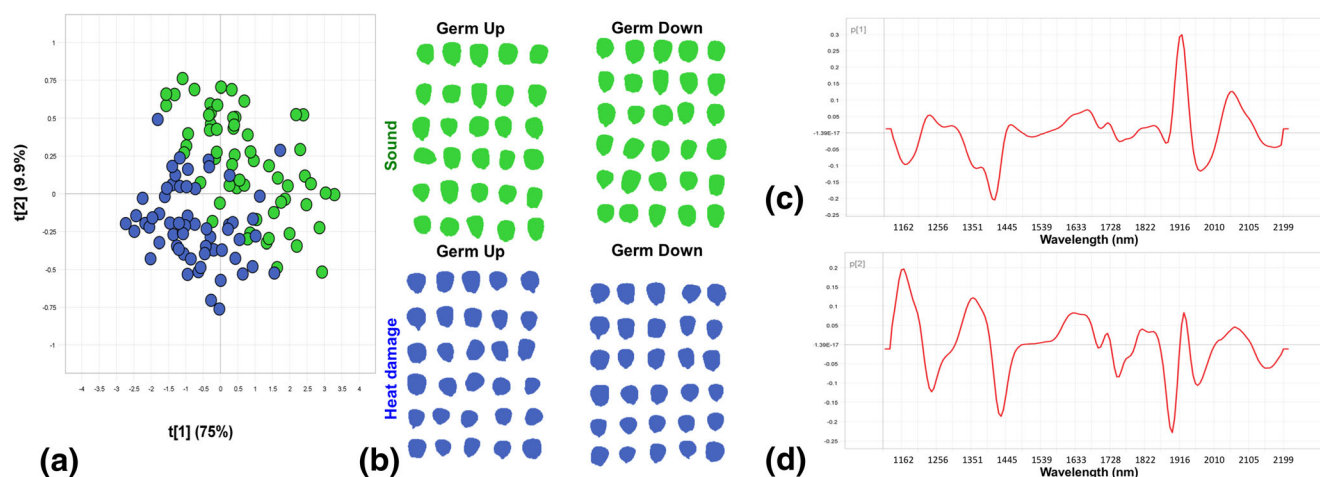 t[2] (9.9%)
1
0.75
0.5
0.25
0
-0.25
-0.5
-0.75
-1
-4 -3.5 -3 -2.5 -2 -1.5 -1 -0.5 0 0.5 1 1.5 2 2.5 3 3.5 4
t[1] (75%)
(a)
Germ Up Germ Down
Sound
Germ Up Germ Down
Heat damage
(b)
p[1]
0.3
0.25
0.2
0.15
0.1
0.05
-1.39E-17
-0.05
-0.1
-0.15
-0.2
-0.25
1162 1256 1351 1445 1539 1633 1728 1822 1916 2010 2105 2199
Wavelength (nm)
(c)
p[2]
0.2
0.15
0.1
0.05
-1.39E-17
-0.05
-0.1
-0.15
-0.2
-0.25
1162 1256 1351 1445 1539 1633 1728 1822 1916 2010 2105 2199
Wavelength (nm)
(d)